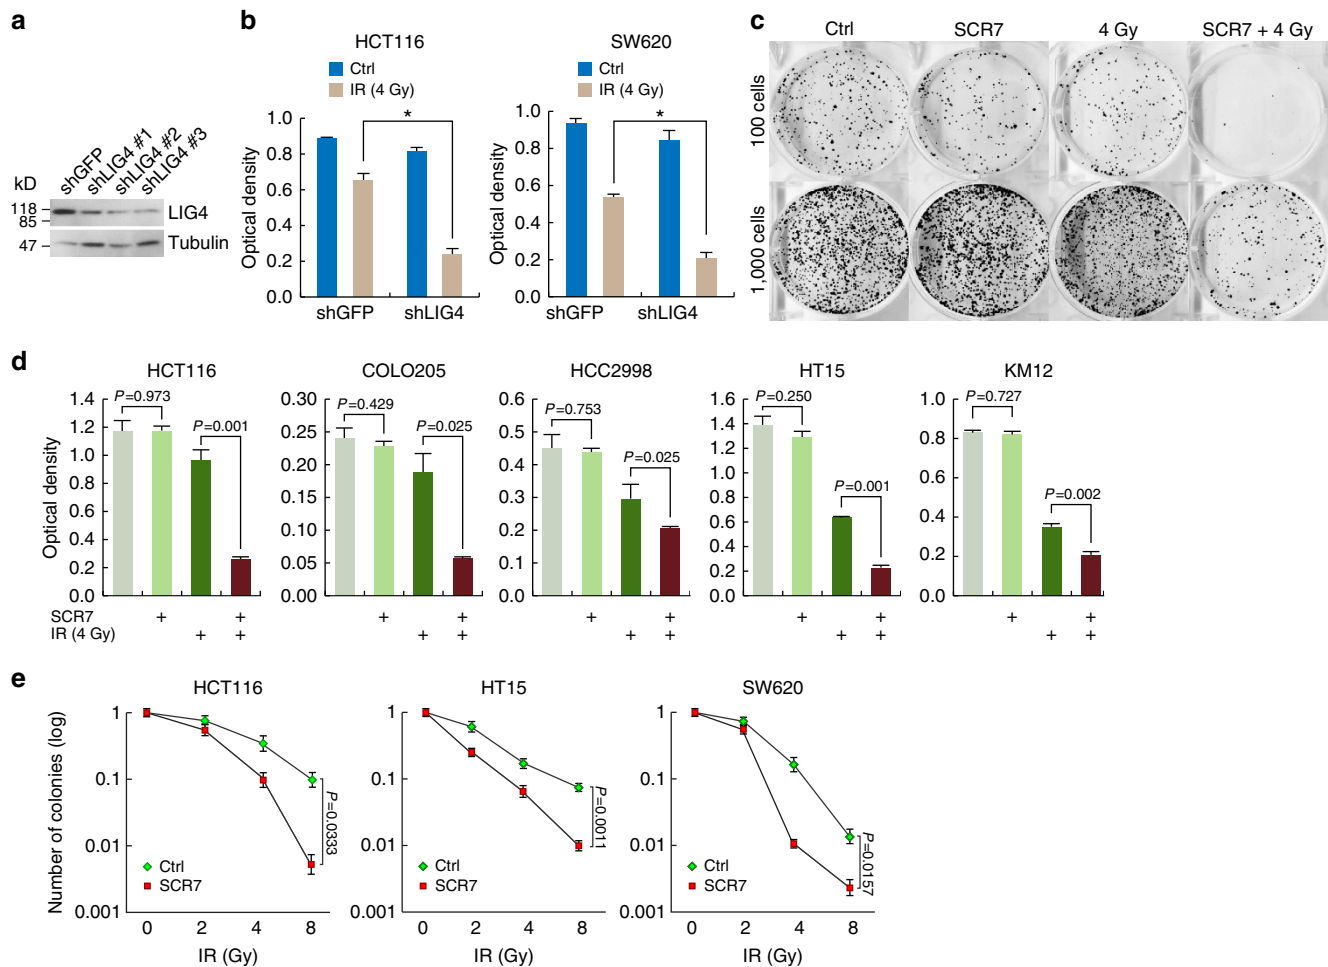 a
shGFP
shLIG4 #1
shLIG4 #2
shLIG4 #3
kD
118
85
47
LIG4
Tubulin
b
HCT116
Ctrl
IR (4 Gy)
*
Optical density
1.0
0.8
0.6
0.4
0.2
0.0
shGFP
shLIG4
SW620
Ctrl
IR (4 Gy)
*
Optical density
1.0
0.8
0.6
0.4
0.2
0.0
shGFP
shLIG4
c
Ctrl
SCR7
4 Gy
SCR7 + 4 Gy
100 cells
1,000 cells
d
Optical density
HCT116
1.4
1.2
1.0
0.8
0.6
0.4
0.2
0.0
P=0.973
P=0.001
COLO205
0.30
0.25
0.20
0.15
0.10
0.05
0.00
P=0.429
P=0.025
HCC2998
0.6
0.5
0.4
0.3
0.2
0.1
0.0
P=0.753
P=0.025
HT15
1.6
1.4
1.2
1.0
0.8
0.6
0.4
0.2
0.0
P=0.250
P=0.001
KM12
1.0
0.8
0.6
0.4
0.2
0.0
P=0.727
P=0.002
SCR7 + + + + + + + + + +
IR (4 Gy) + + + + + + + + + +
e
Number of colonies (log)
HCT116
1
0.1
0.01
0.001
Ctrl
SCR7
P=0.0333
0 2 4 8
IR (Gy)
HT15
1
0.1
0.01
0.001
Ctrl
SCR7
P=0.0011
0 2 4 8
IR (Gy)
SW620
1
0.1
0.01
0.001
Ctrl
SCR7
P=0.0157
0 2 4 8
IR (Gy)